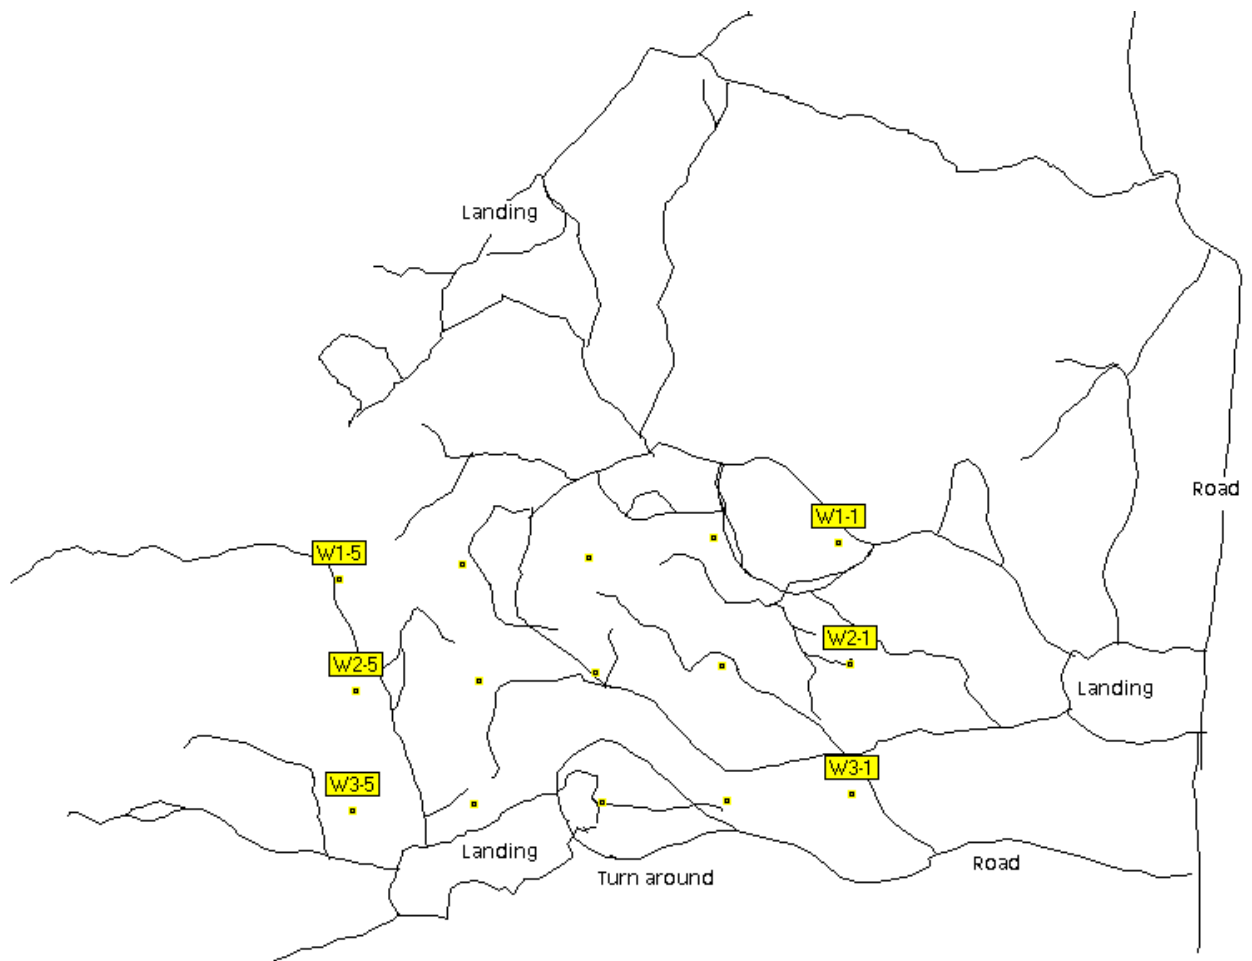 Landing
Road
W1-1
W1-5
W2-1
W2-5
Landing
W3-1
W3-5
Landing
Road
Turn around